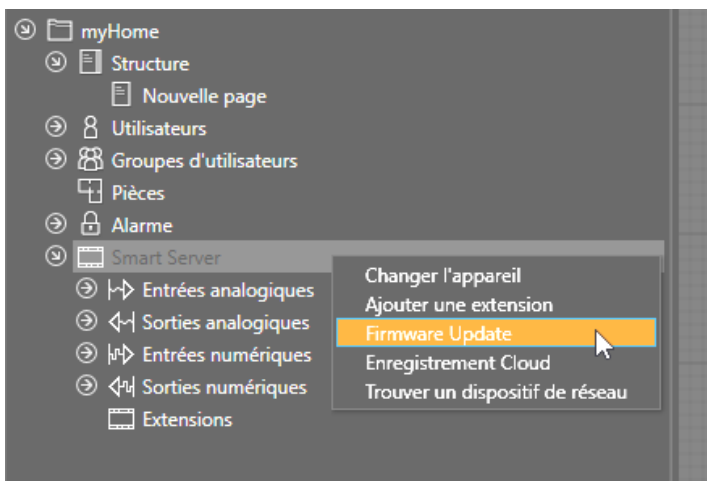 myHome
Structure
Nouvelle page
Utilisateurs
Groupes d'utilisateurs
Pièces
Alarme
Smart Server
Entrées analogiques
Sorties analogiques
Entrées numériques
Sorties numériques
Extensions
Changer l'appareil
Ajouter une extension
Firmware Update
Enregistrement Cloud
Trouver un dispositif de réseau